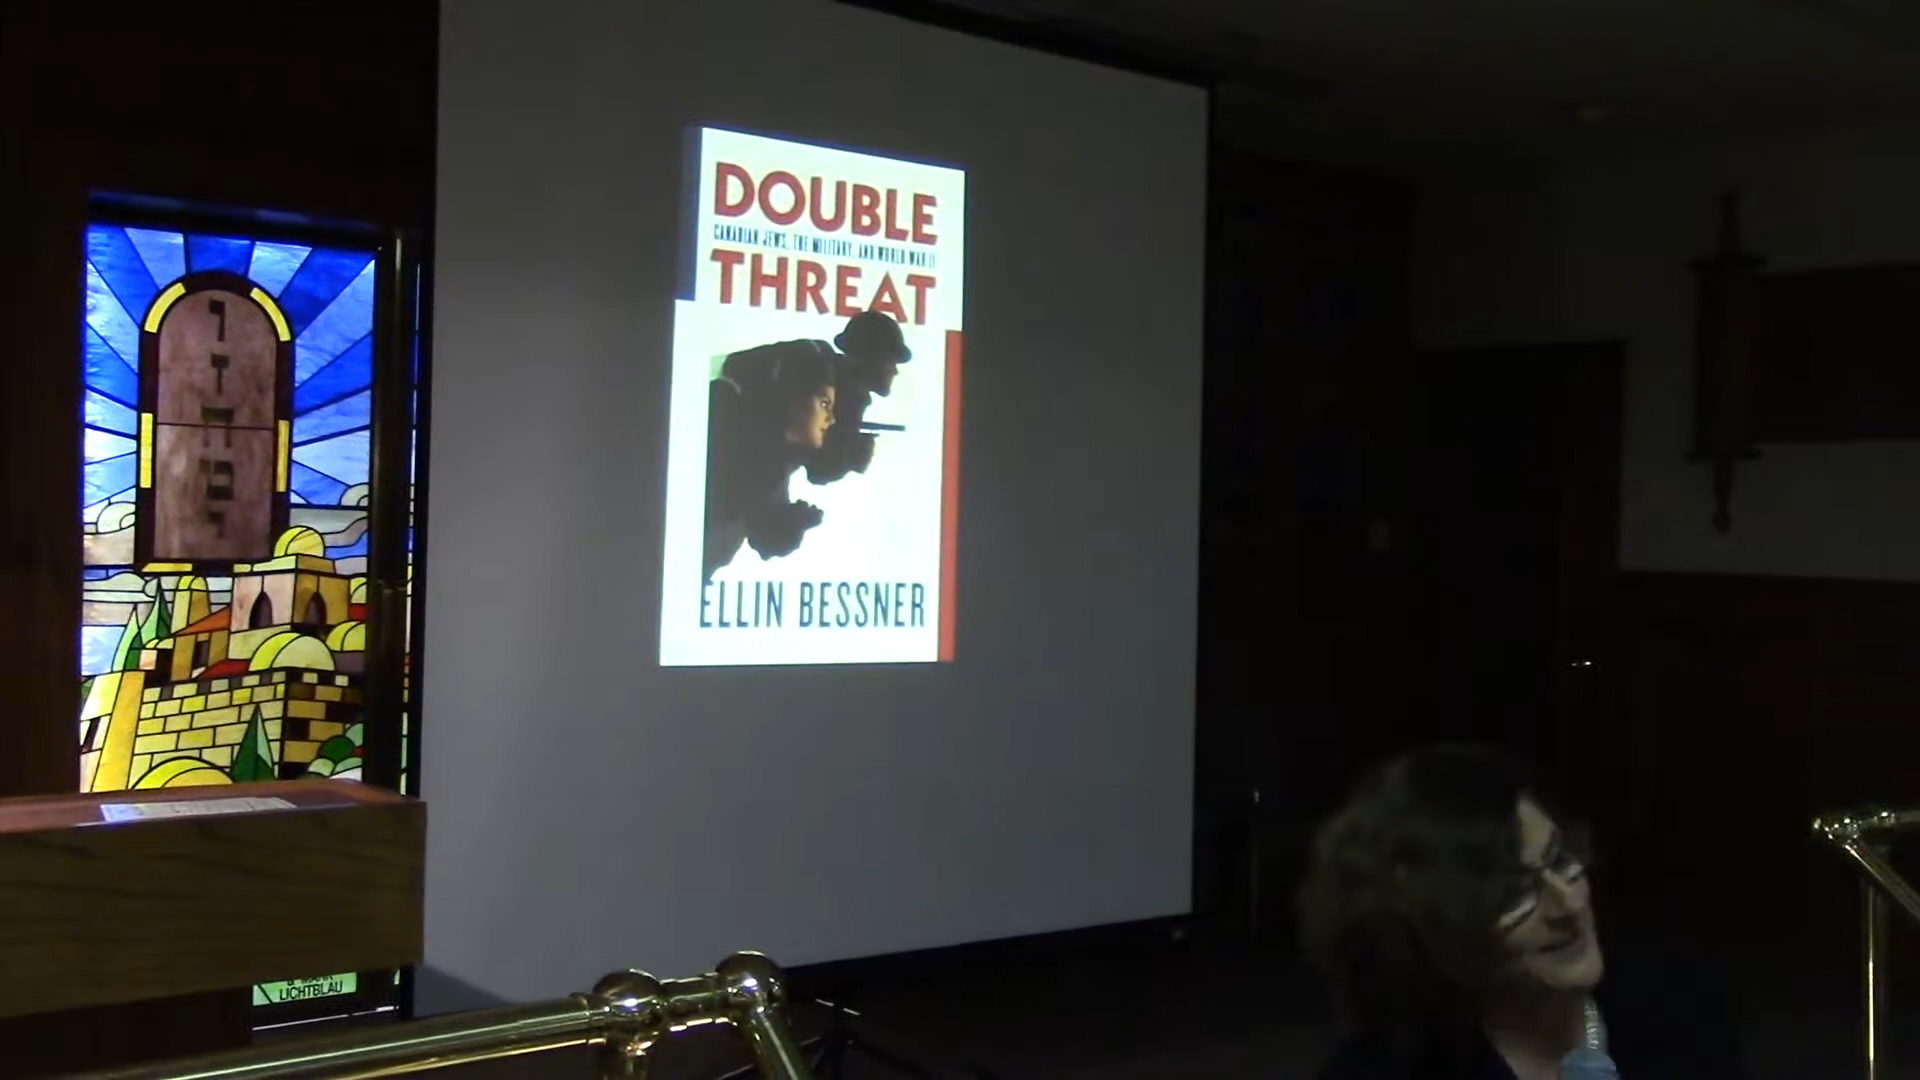 DOUBLE
CANADIAN JEWS, THE MILITARY, AND WORLD WAR II
THREAT
ELLIN BESSNER
LICHTBLAU